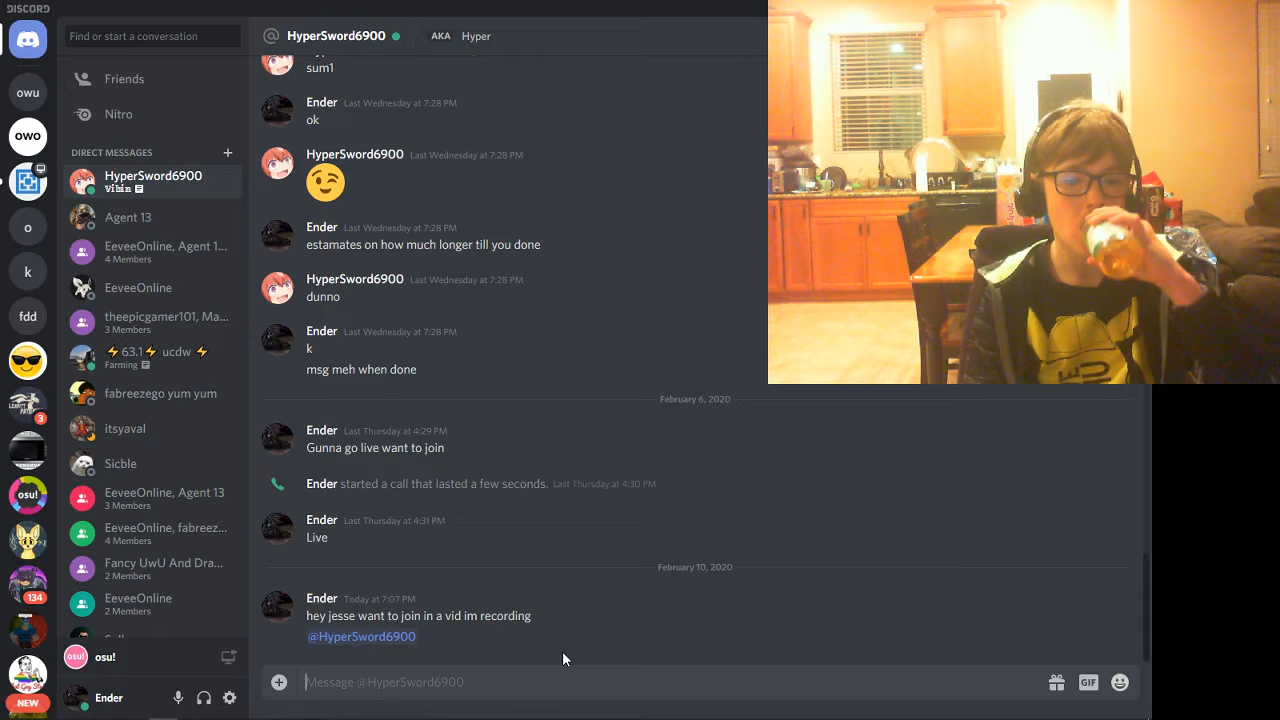 DISCORD
Find or start a conversation
HyperSword6900
AKA Hyper
owu
owo
o
k
fdd
3
osu!
134
NEW
Friends
Nitro
DIRECT MESSAGES
HyperSword6900
Vibin
Agent 13
EeveeOnline, Agent 1...
4 Members
EeveeOnline
theepicgamer101, Ma...
3 Members
⚡63.1⚡ ucdw ⚡
Farming
fabreezego yum yum
itsyaval
Sicble
EeveeOnline, Agent 13
3 Members
EeveeOnline, fabreez...
4 Members
Fancy UwU And Dra...
2 Members
EeveeOnline
2 Members
osu! osu!
Ender
sum1
Ender Last Wednesday at 7:28 PM
ok
HyperSword6900 Last Wednesday at 7:28 PM
😉
Ender Last Wednesday at 7:28 PM
estamates on how much longer till you done
HyperSword6900 Last Wednesday at 7:28 PM
dunno
Ender Last Wednesday at 7:28 PM
k
msg meh when done
February 6, 2020
Ender Last Thursday at 4:29 PM
Gunna go live want to join
Ender started a call that lasted a few seconds. Last Thursday at 4:30 PM
Ender Last Thursday at 4:31 PM
Live
February 10, 2020
Ender Today at 7:07 PM
hey jesse want to join in a vid im recording
@HyperSword6900
Message @HyperSword6900
GIF